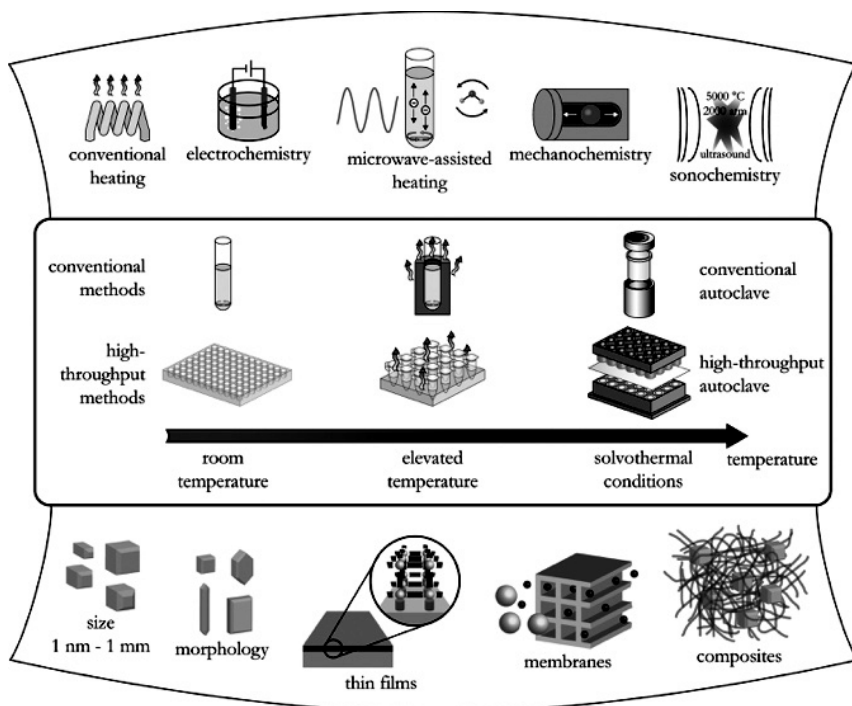 conventional
heating
electrochemistry
microwave-assisted
heating
mechanochemistry
5000 °C
2000 atm
ultrasound
sonochemistry
conventional
methods
conventional
autoclave
high-
throughput
methods
high-throughput
autoclave
room
temperature
elevated
temperature
solvothermal
conditions
temperature
size
1 nm - 1 mm
morphology
thin films
membranes
composites